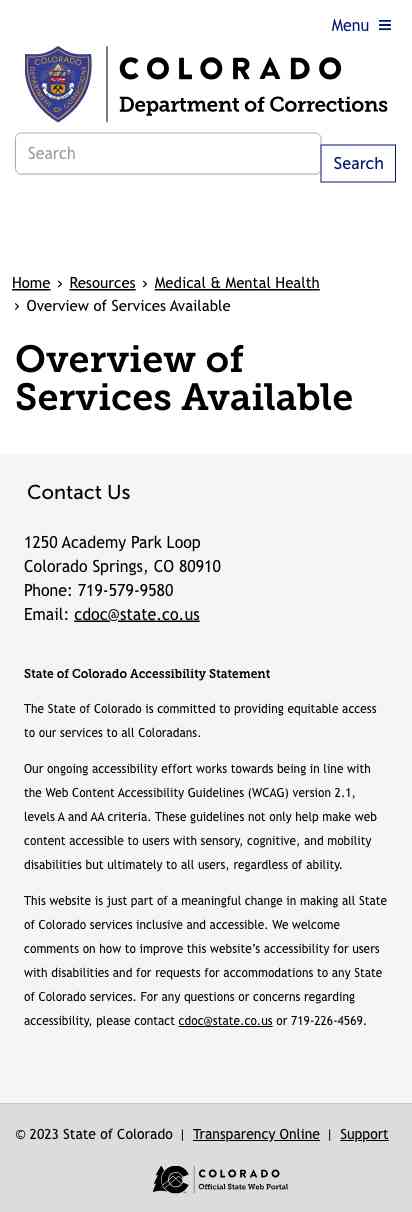 Menu
COLORADO
DEPARTMENT OF CORRECTIONS
COLORADO
Department of Corrections
Search
Search
Home › Resources › Medical & Mental Health
› Overview of Services Available
Overview of
Services Available
Contact Us
1250 Academy Park Loop
Colorado Springs, CO 80910
Phone: 719-579-9580
Email: cdoc@state.co.us
State of Colorado Accessibility Statement
The State of Colorado is committed to providing equitable access
to our services to all Coloradans.
Our ongoing accessibility effort works towards being in line with
the Web Content Accessibility Guidelines (WCAG) version 2.1,
levels A and AA criteria. These guidelines not only help make web
content accessible to users with sensory, cognitive, and mobility
disabilities but ultimately to all users, regardless of ability.
This website is just part of a meaningful change in making all State
of Colorado services inclusive and accessible. We welcome
comments on how to improve this website’s accessibility for users
with disabilities and for requests for accommodations to any State
of Colorado services. For any questions or concerns regarding
accessibility, please contact cdoc@state.co.us or 719-226-4569.
© 2023 State of Colorado | Transparency Online | Support
COLORADO
Official State Web Portal